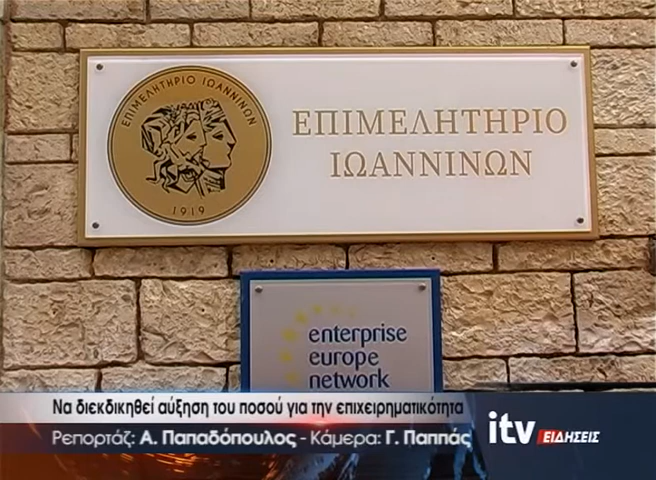 ΕΠΙΜΕΛΗΤΗΡΙΟ ΙΩΑΝΝΙΝΩΝ
1919
ΕΠΙΜΕΛΗΤΗΡΙΟ
ΙΩΑΝΝΙΝΩΝ
enterprise
europe
network
Να διεκδικηθεί αύξηση του ποσού για την επιχειρηματικότητα
Ρεπορτάζ: Α. Παπαδόπουλος - Κάμερα: Γ. Παππάς
itv ΕΙΔΗΣΕΙΣ